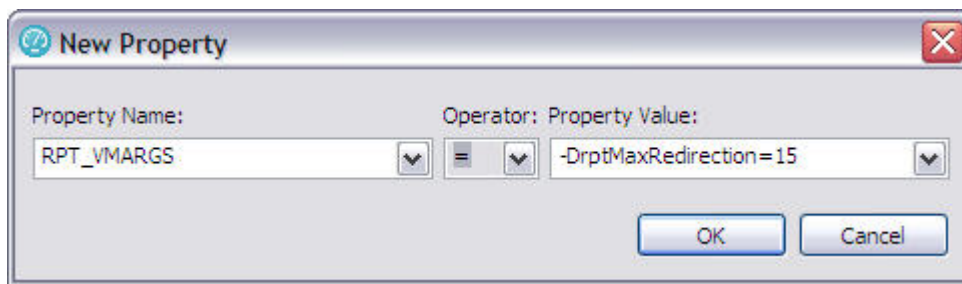 New Property
Property Name: Operator: Property Value:
RPT_VMARGS = -DrptMaxRedirection=15
OK Cancel